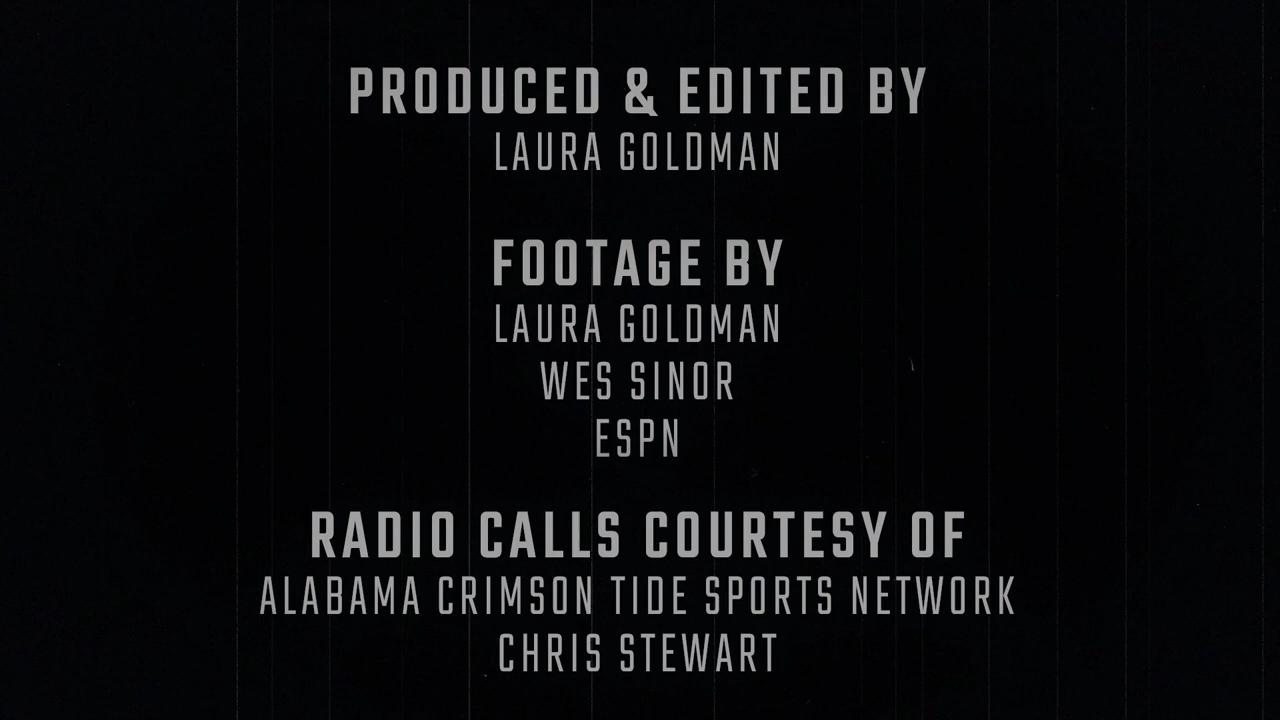 PRODUCED & EDITED BY
LAURA GOLDMAN
FOOTAGE BY
LAURA GOLDMAN
WES SINOR
ESPN
RADIO CALLS COURTESY OF
ALABAMA CRIMSON TIDE SPORTS NETWORK
CHRIS STEWART